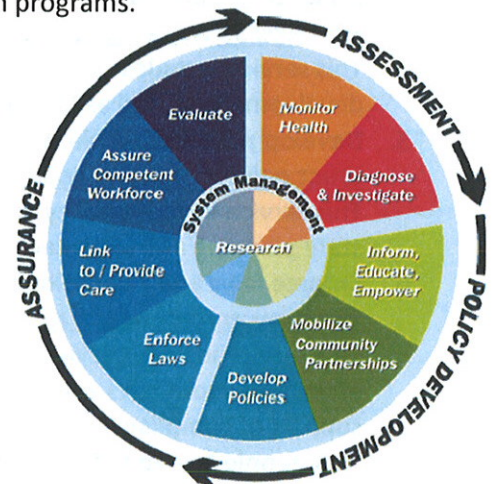 n programs.
ASSESSMENT
POLICY DEVELOPMENT
ASSURANCE
Monitor
Health
Diagnose
& Investigate
Inform,
Educate,
Empower
Mobilize
Community
Partnerships
Develop
Policies
Enforce
Laws
Link
to / Provide
Care
Assure
Competent
Workforce
Evaluate
System Management
Research